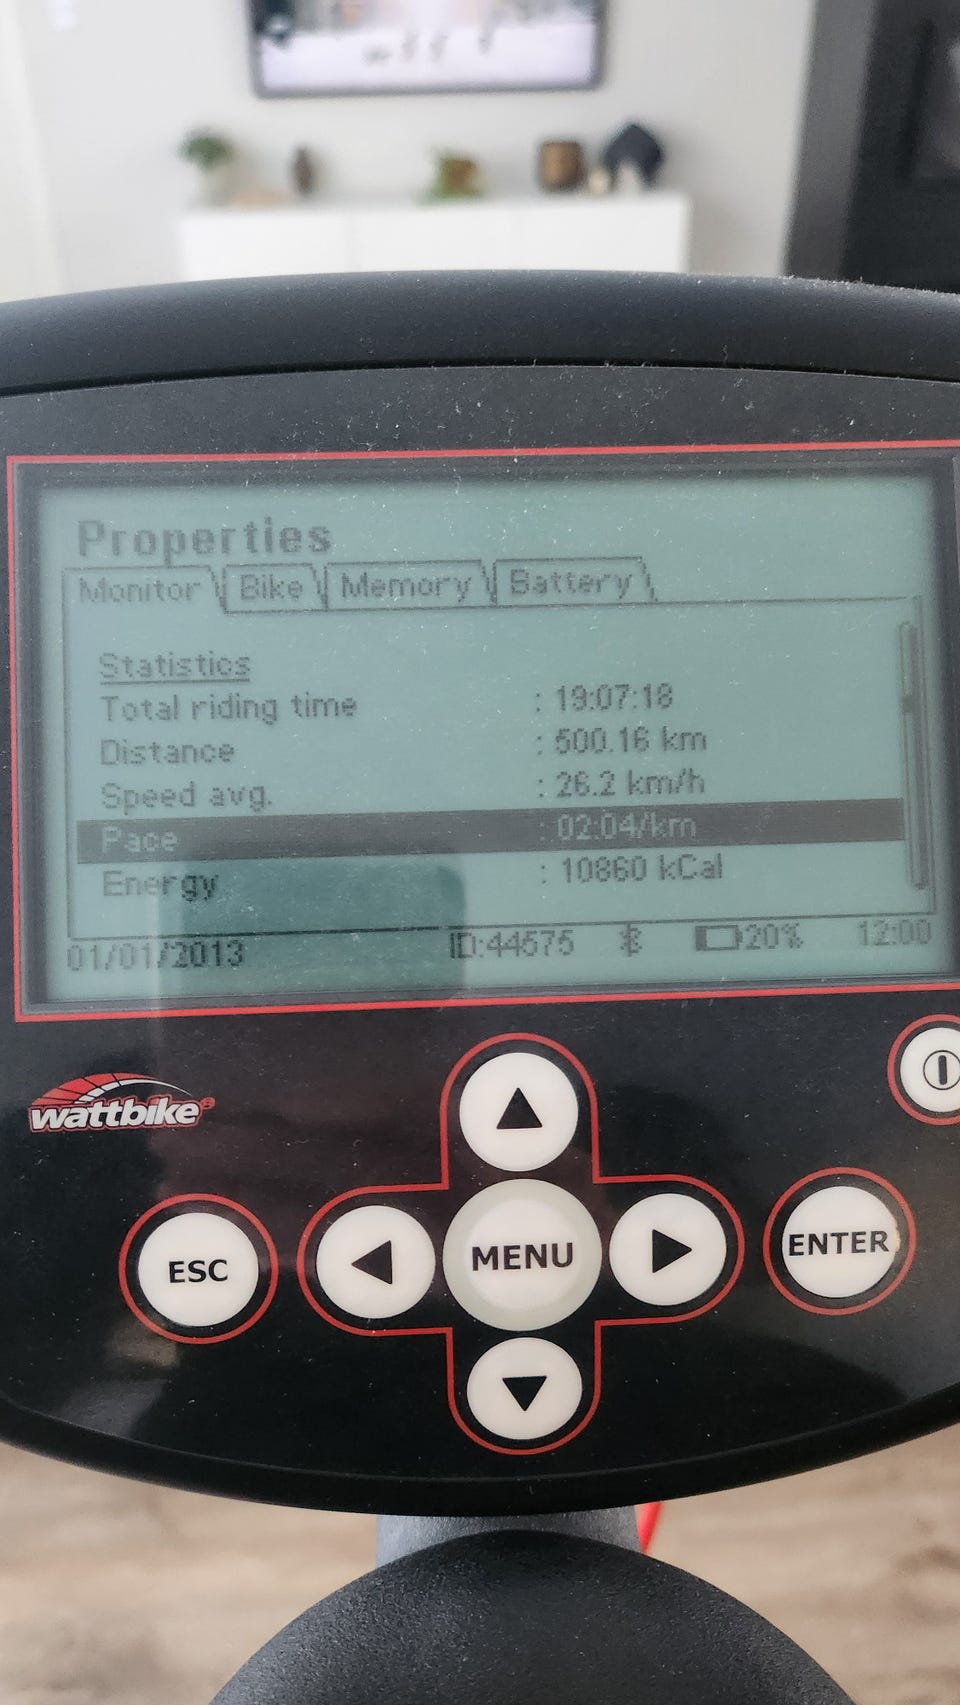 Properties
Monitor Bike Memory Battery
Statistics
Total riding time : 19:07:18
Distance : 500.16 km
Speed avg. : 26.2 km/h
Pace : 02:04/km
Energy : 10860 kCal
01/01/2013 ID:44575 20% 12:00
wattbike®
ESC MENU ENTER